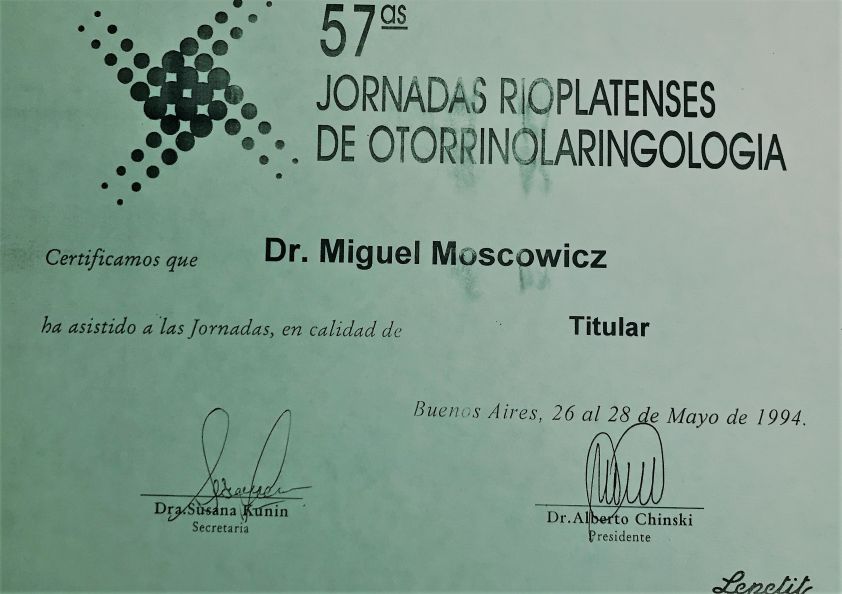 57as
JORNADAS RIOPLATENSES
DE OTORRINOLARINGOLOGIA
Certificamos que Dr. Miguel Moscowicz
ha asistido a las Jornadas, en calidad de Titular
Buenos Aires, 26 al 28 de Mayo de 1994.
Dra.Susana Kunin
Secretaria
Dr.Alberto Chinski
Presidente
Lepetit